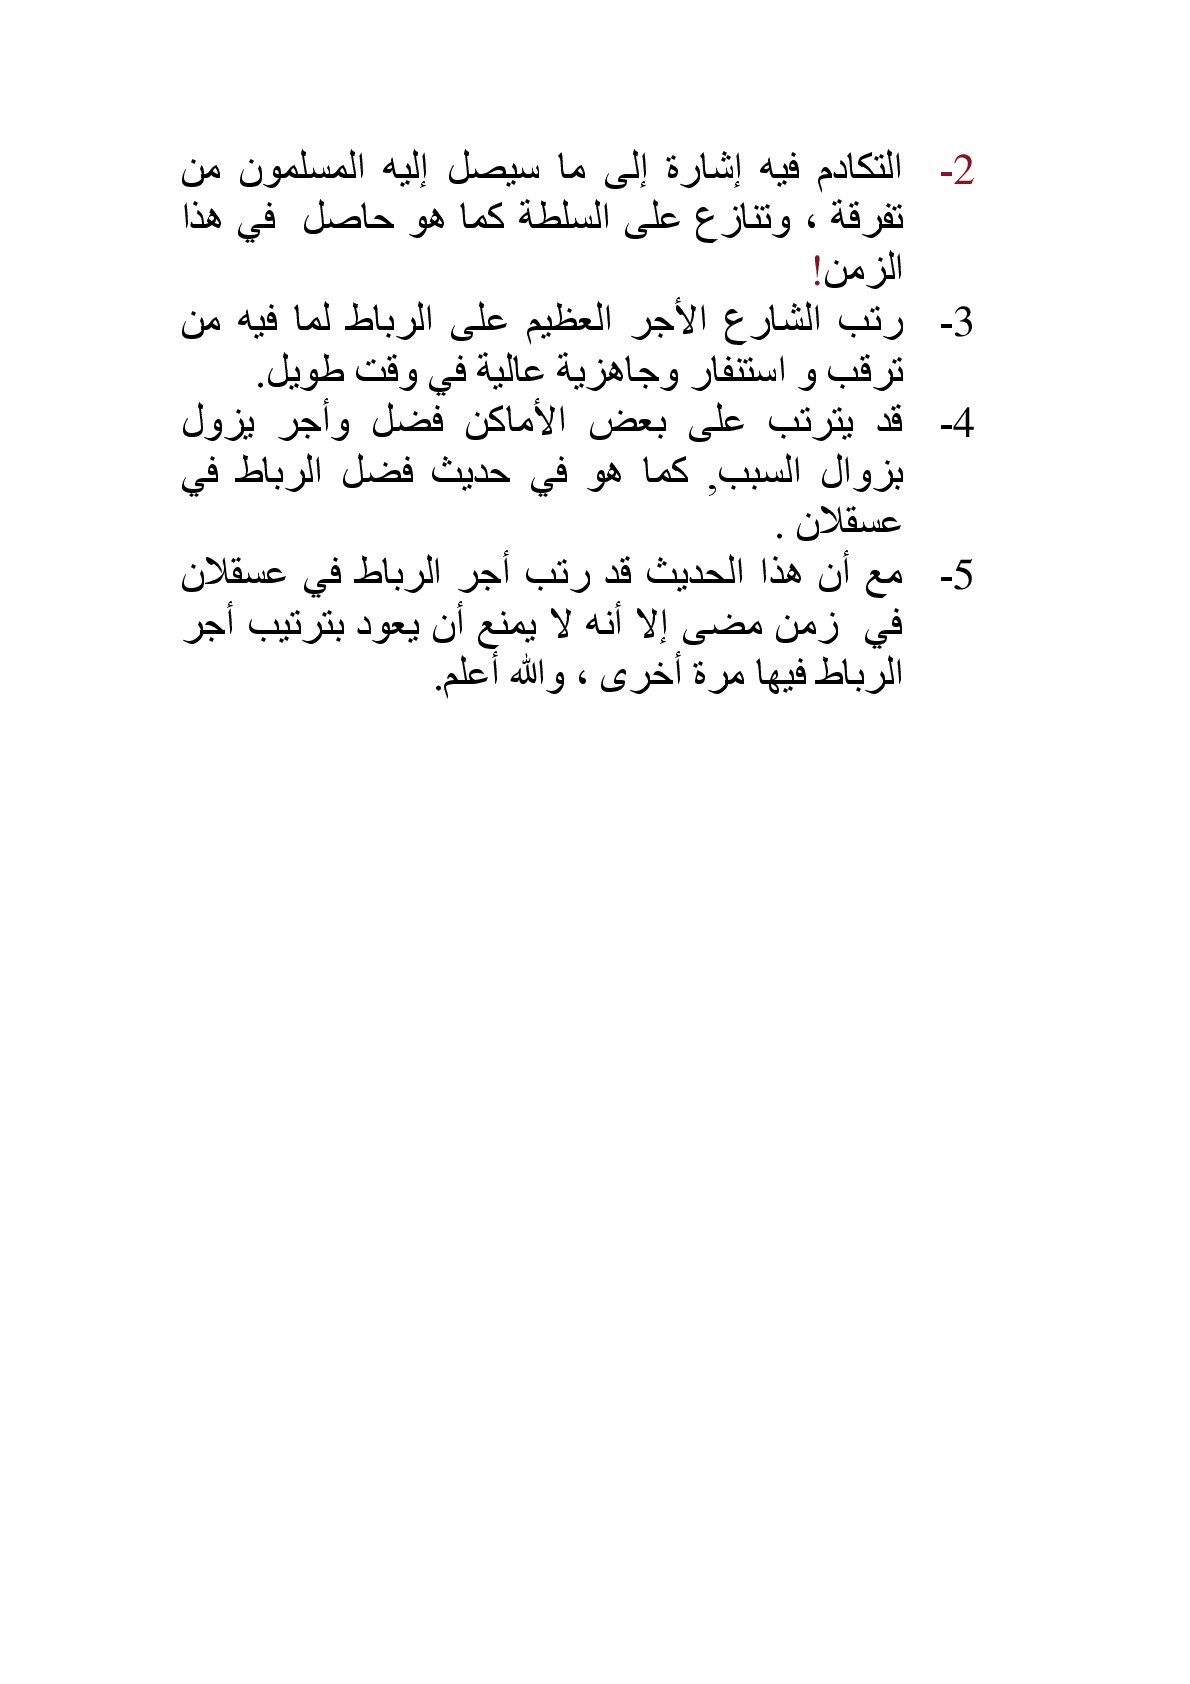 2- التكادم فيه إشارة إلى ما سيصل إليه المسلمون من
تفرقة ، وتنازع على السلطة كما هو حاصل في هذا
الزمن!
3- رتب الشارع الأجر العظيم على الرباط لما فيه من
ترقب و استنفار وجاهزية عالية في وقت طويل.
4- قد يترتب على بعض الأماكن فضل وأجر يزول
بزوال السبب, كما هو في حديث فضل الرباط في
عسقلان .
5- مع أن هذا الحديث قد رتب أجر الرباط في عسقلان
في زمن مضى إلا أنه لا يمنع أن يعود بترتيب أجر
الرباط فيها مرة أخرى ، والله أعلم.